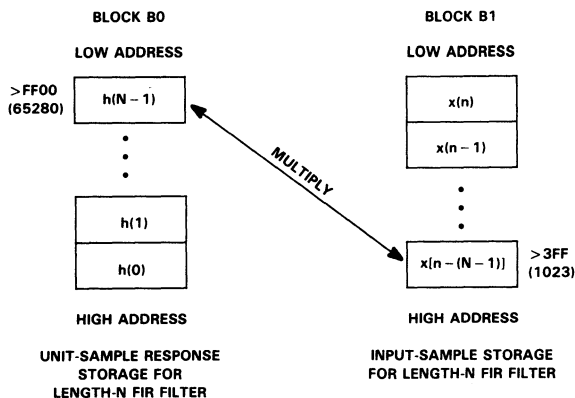 BLOCK B0
LOW ADDRESS
>FF00
(65280)
h(N − 1)
h(1)
h(0)
HIGH ADDRESS
UNIT-SAMPLE RESPONSE
STORAGE FOR
LENGTH-N FIR FILTER
MULTIPLY
BLOCK B1
LOW ADDRESS
x(n)
x(n − 1)
x[n − (N − 1)]
>3FF
(1023)
HIGH ADDRESS
INPUT-SAMPLE STORAGE
FOR LENGTH-N FIR FILTER